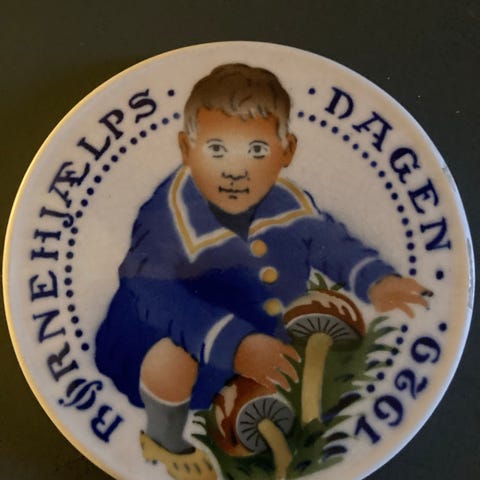 BØRNEHJÆLPS · · DAGEN · 1929.